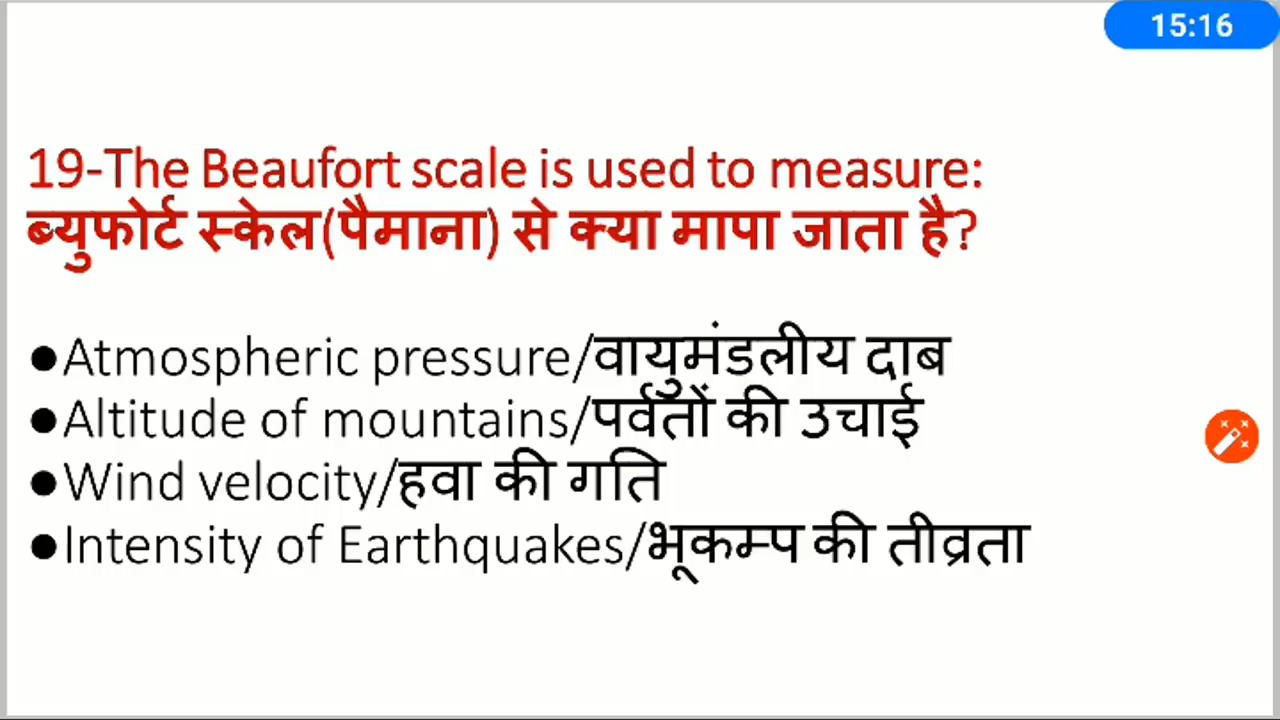 15:16
19-The Beaufort scale is used to measure:
ब्युफोर्ट स्केल(पैमाना) से क्या मापा जाता है?
●Atmospheric pressure/वायुमंडलीय दाब
●Altitude of mountains/पर्वतों की उचाई
●Wind velocity/हवा की गति
●Intensity of Earthquakes/भूकम्प की तीव्रता